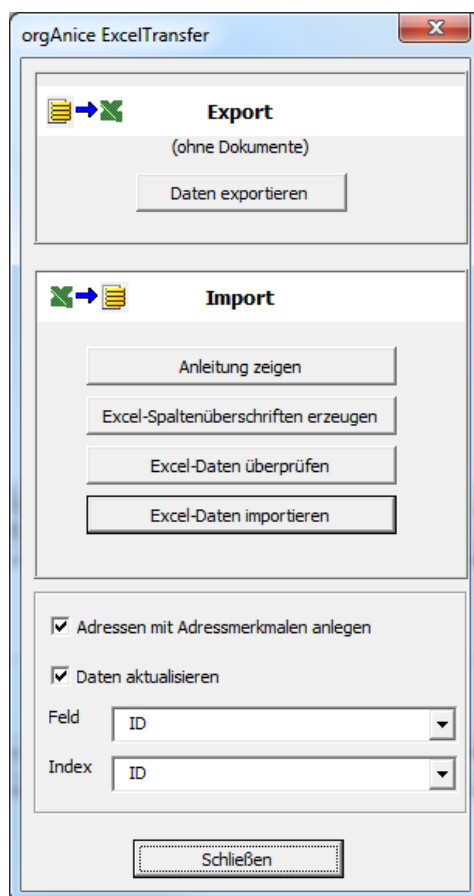 orgAnice ExcelTransfer
Export
(ohne Dokumente)
Daten exportieren
Import
Anleitung zeigen
Excel-Spaltenüberschriften erzeugen
Excel-Daten überprüfen
Excel-Daten importieren
Adressen mit Adressmerkmalen anlegen
Daten aktualisieren
Feld ID
Index ID
Schließen